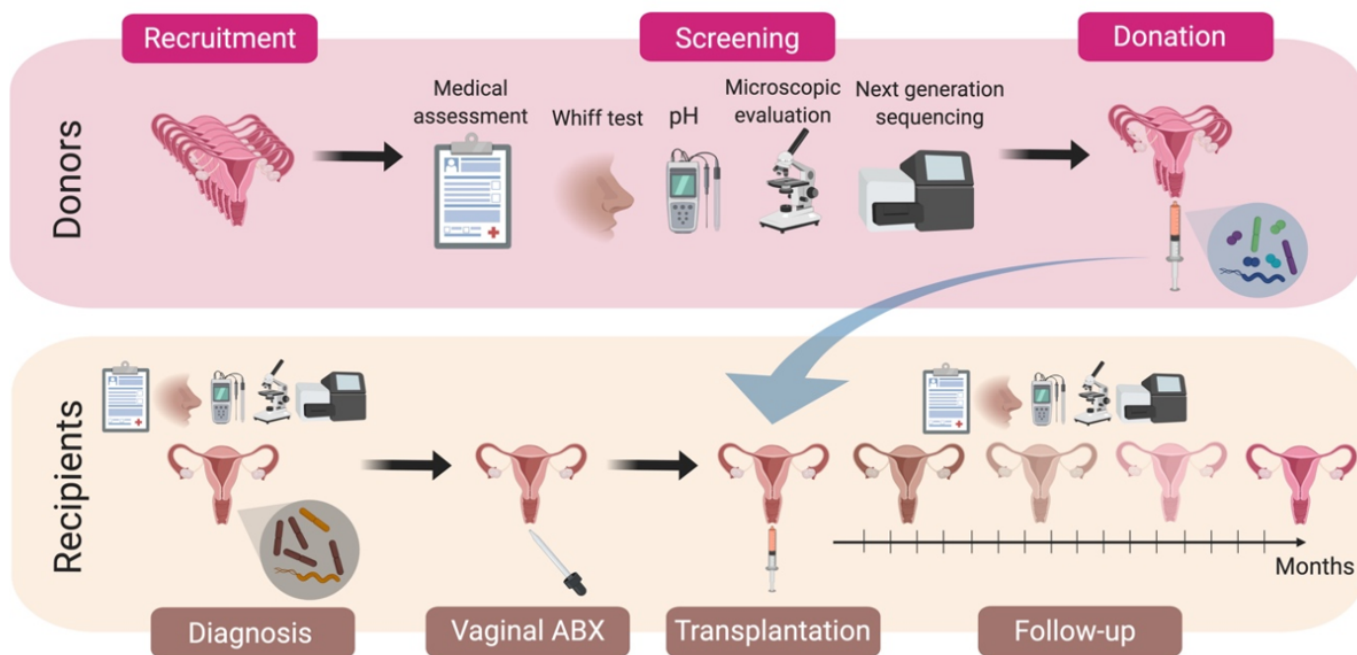 Recruitment
Screening
Donation
Donors
Medical
assessment
Whiff test
pH
Microscopic
evaluation
Next generation
sequencing
Recipients
Months
Diagnosis
Vaginal ABX
Transplantation
Follow-up